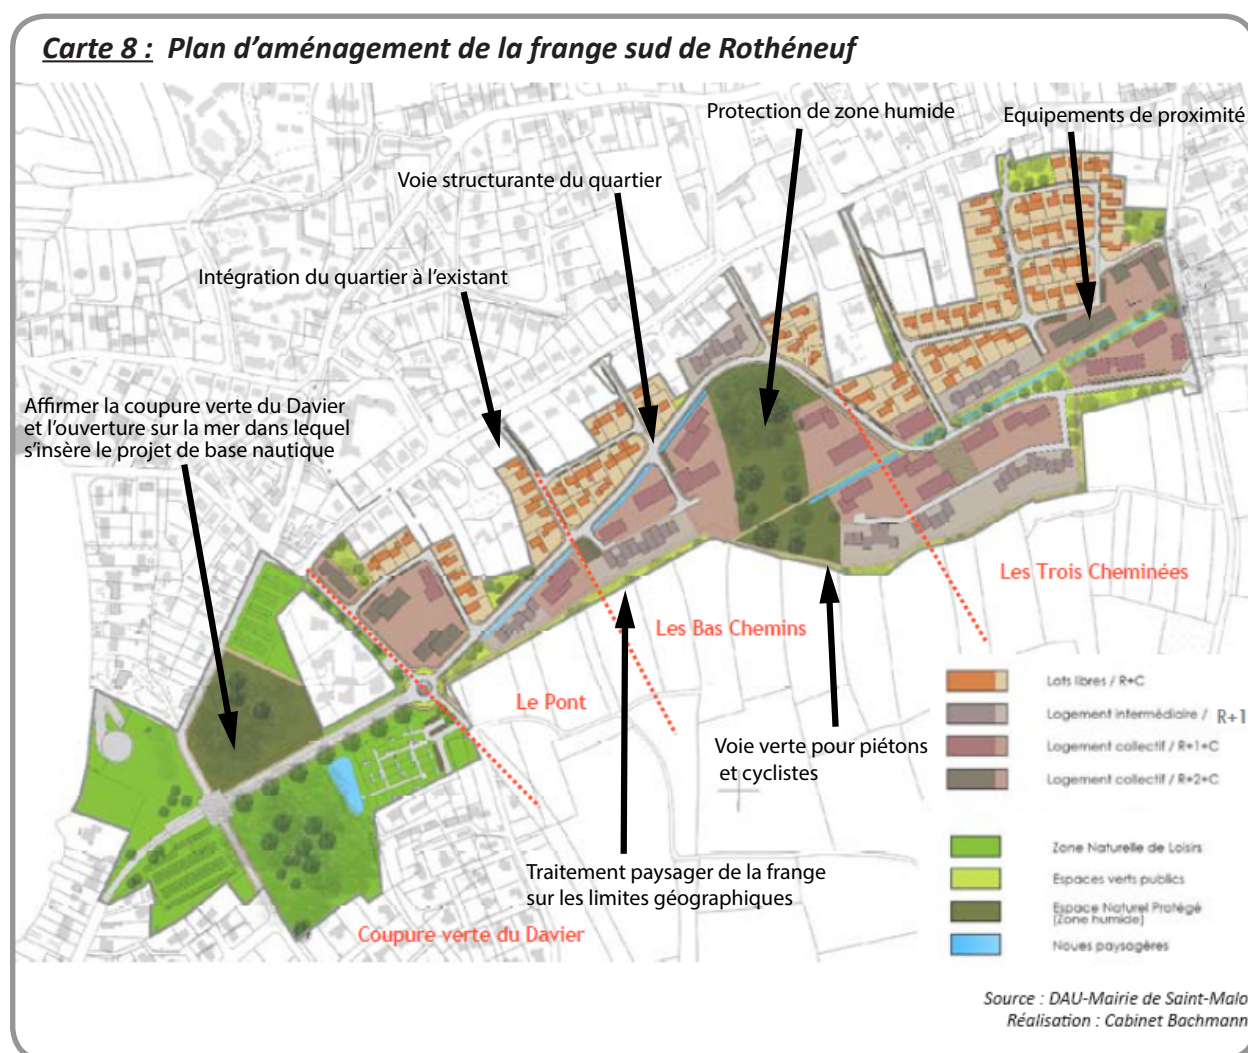 Carte 8 : Plan d'aménagement de la frange sud de Rothéneuf
Protection de zone humide
Equipements de proximité
Voie structurante du quartier
Intégration du quartier à l'existant
Affirmer la coupure verte du Davier
et l'ouverture sur la mer dans lequel
s'insère le projet de base nautique
Les Trois Cheminées
Les Bas Chemins
Le Pont
Voie verte pour piétons
et cyclistes
Traitement paysager de la frange
sur les limites géographiques
Coupure verte du Davier
Lots libres / R+C
Logement intermédiaire / R+1
Logement collectif / R+1+C
Logement collectif / R+2+C
Zone Naturelle de Loisirs
Espaces verts publics
Espace Naturel Protégé
(Zone humide)
Noues paysagères
Source : DAU-Mairie de Saint-Malo
Réalisation : Cabinet Bachmann